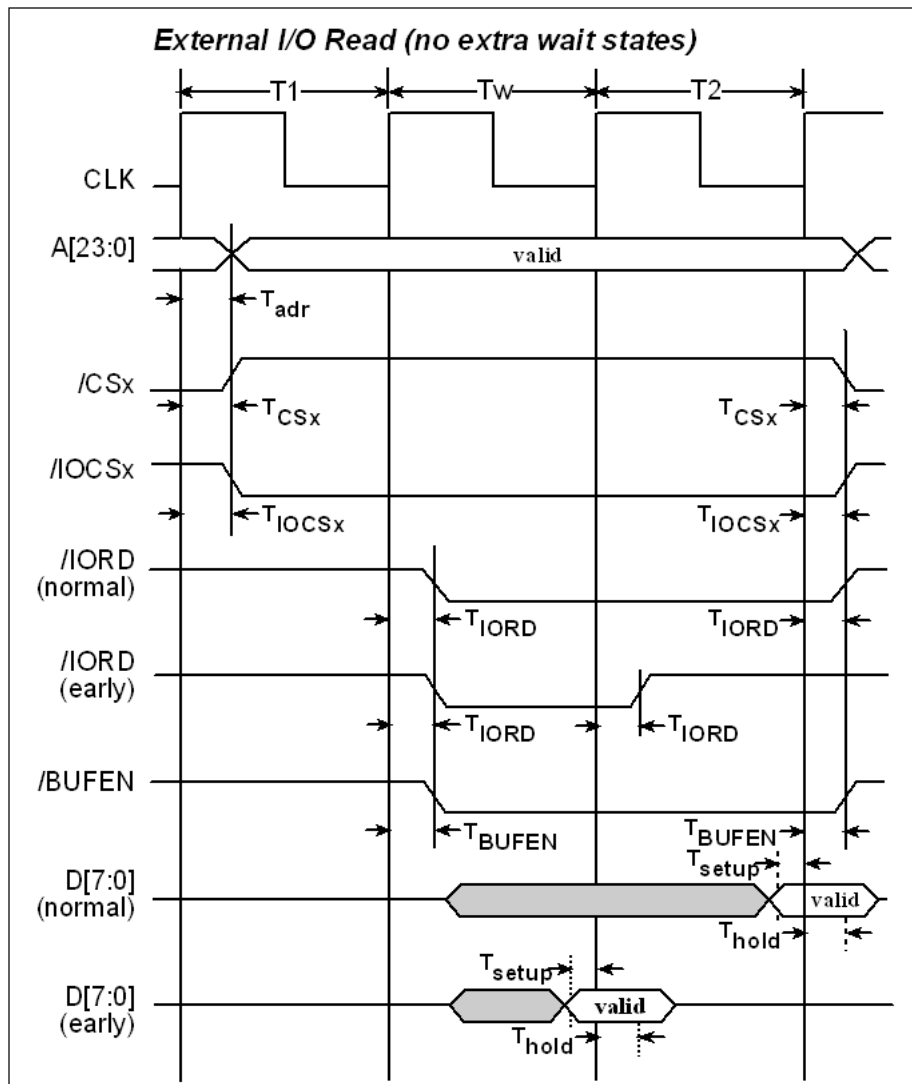 External I/O Read (no extra wait states)
T1 Tw T2
CLK
A[23:0] valid
Tadr
/CSx
TCSx TCSx
/IOCSx
TIOCSx TIOCSx
/IORD
(normal)
TIORD TIORD
/IORD
(early)
TIORD TIORD
/BUFEN
TBUFEN TBUFEN
Tsetup
D[7:0]
(normal) valid
Thold
Tsetup
D[7:0]
(early) valid
Thold